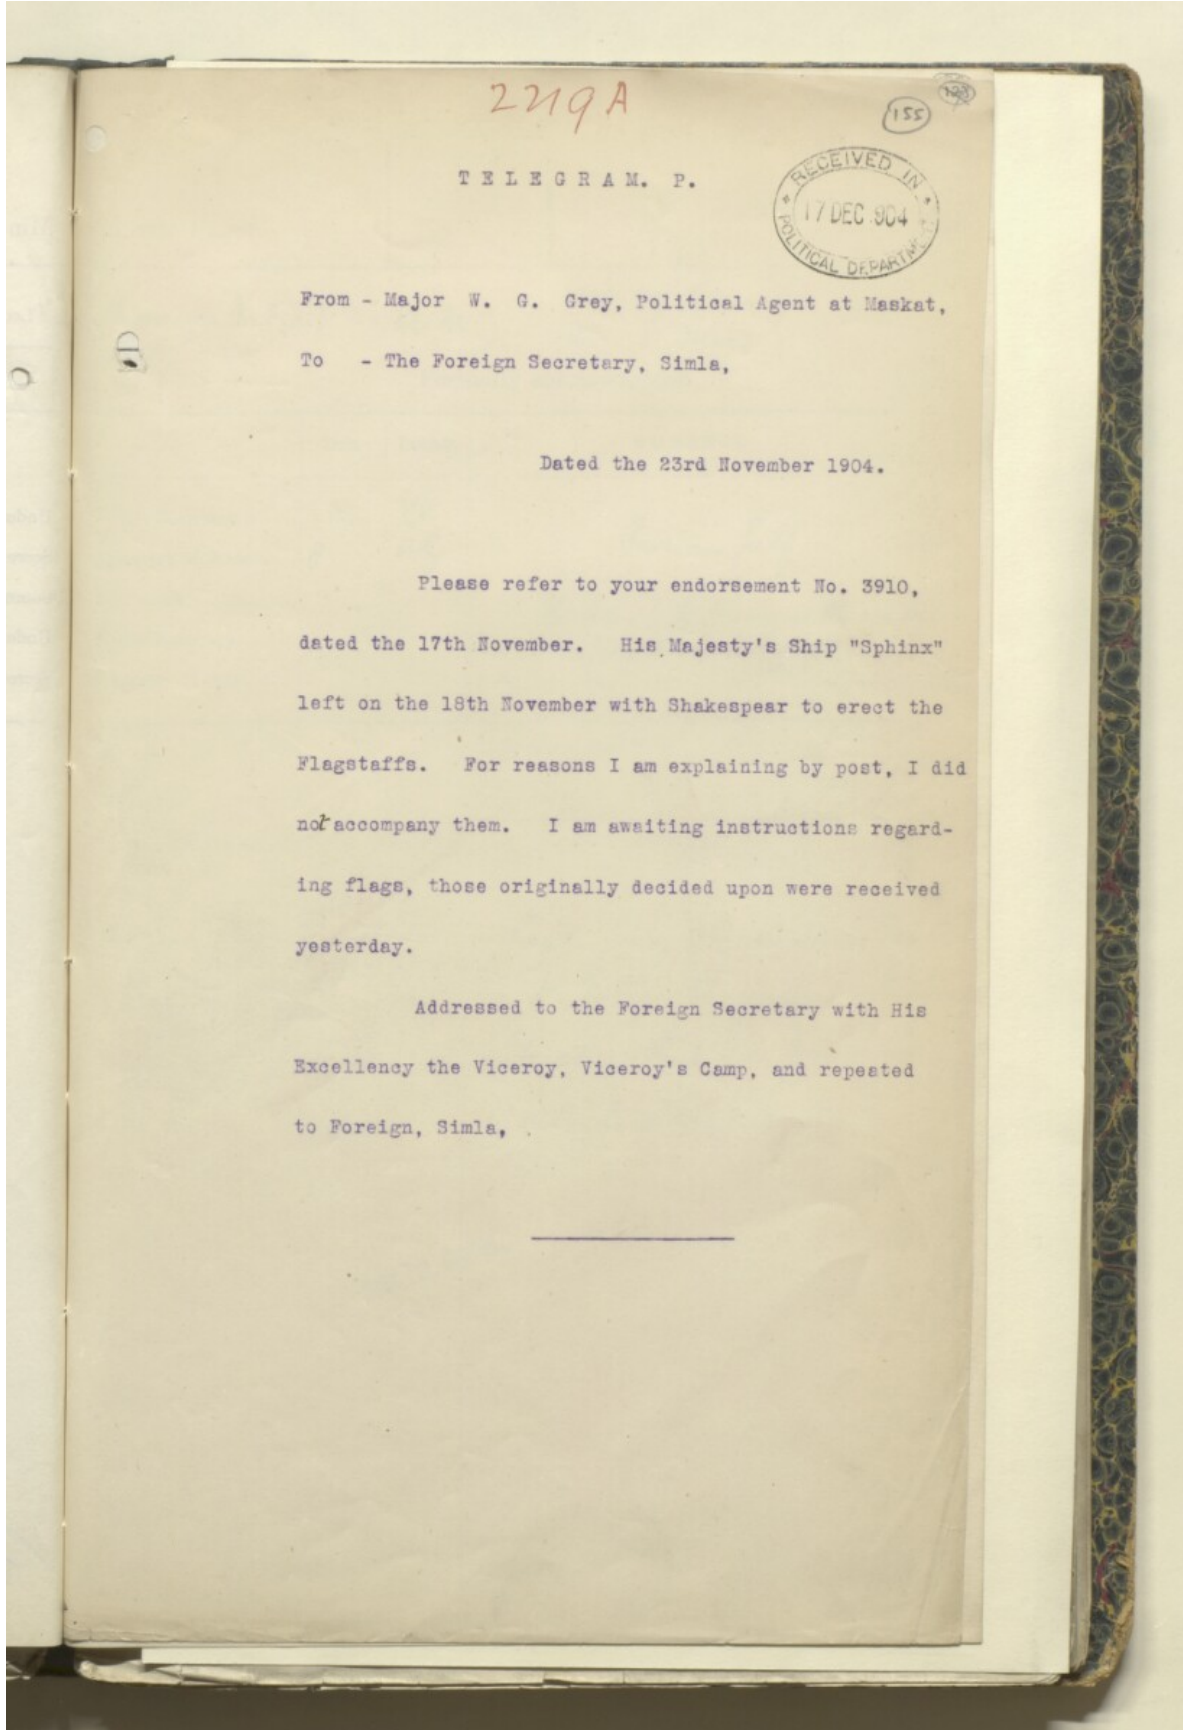 2219A
155
TELEGRAM. P.
RECEIVED IN
17 DEC 904
POLITICAL DEPARTMENT
From - Major W. G. Grey, Political Agent at Maskat,
To - The Foreign Secretary, Simla,
Dated the 23rd November 1904.
Please refer to your endorsement No. 3910,
dated the 17th November. His Majesty's Ship "Sphinx"
left on the 18th November with Shakespear to erect the
Flagstaffs. For reasons I am explaining by post, I did
not accompany them. I am awaiting instructions regard-
ing flags, those originally decided upon were received
yesterday.
Addressed to the Foreign Secretary with His
Excellency the Viceroy, Viceroy's Camp, and repeated
to Foreign, Simla,